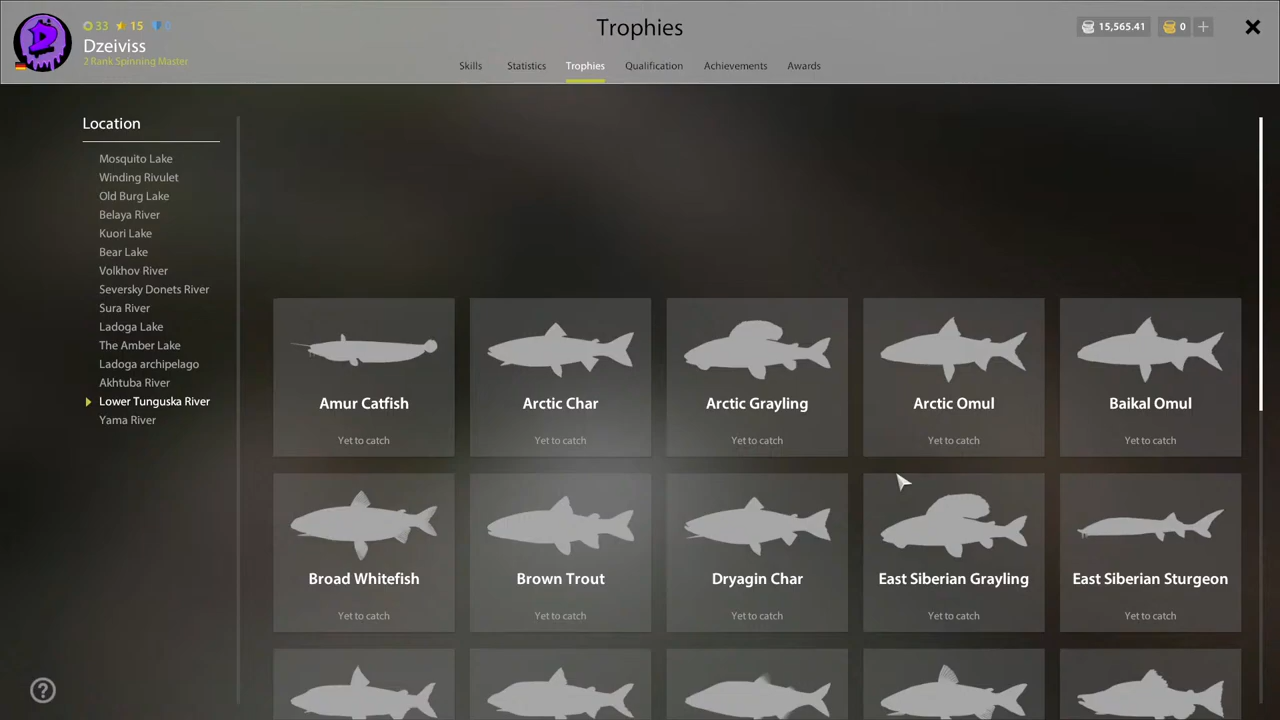 33 15 0
Dzeiviss
2 Rank Spinning Master
Trophies
15,565.41 0 +
Skills Statistics Trophies Qualification Achievements Awards
Location
Mosquito Lake
Winding Rivulet
Old Burg Lake
Belaya River
Kuori Lake
Bear Lake
Volkhov River
Seversky Donets River
Sura River
Ladoga Lake
The Amber Lake
Ladoga archipelago
Akhtuba River
Lower Tunguska River
Yama River
Amur Catfish Arctic Char Arctic Grayling Arctic Omul Baikal Omul
Yet to catch Yet to catch Yet to catch Yet to catch Yet to catch
Broad Whitefish Brown Trout Dryagin Char East Siberian Grayling East Siberian Sturgeon
Yet to catch Yet to catch Yet to catch Yet to catch Yet to catch
?